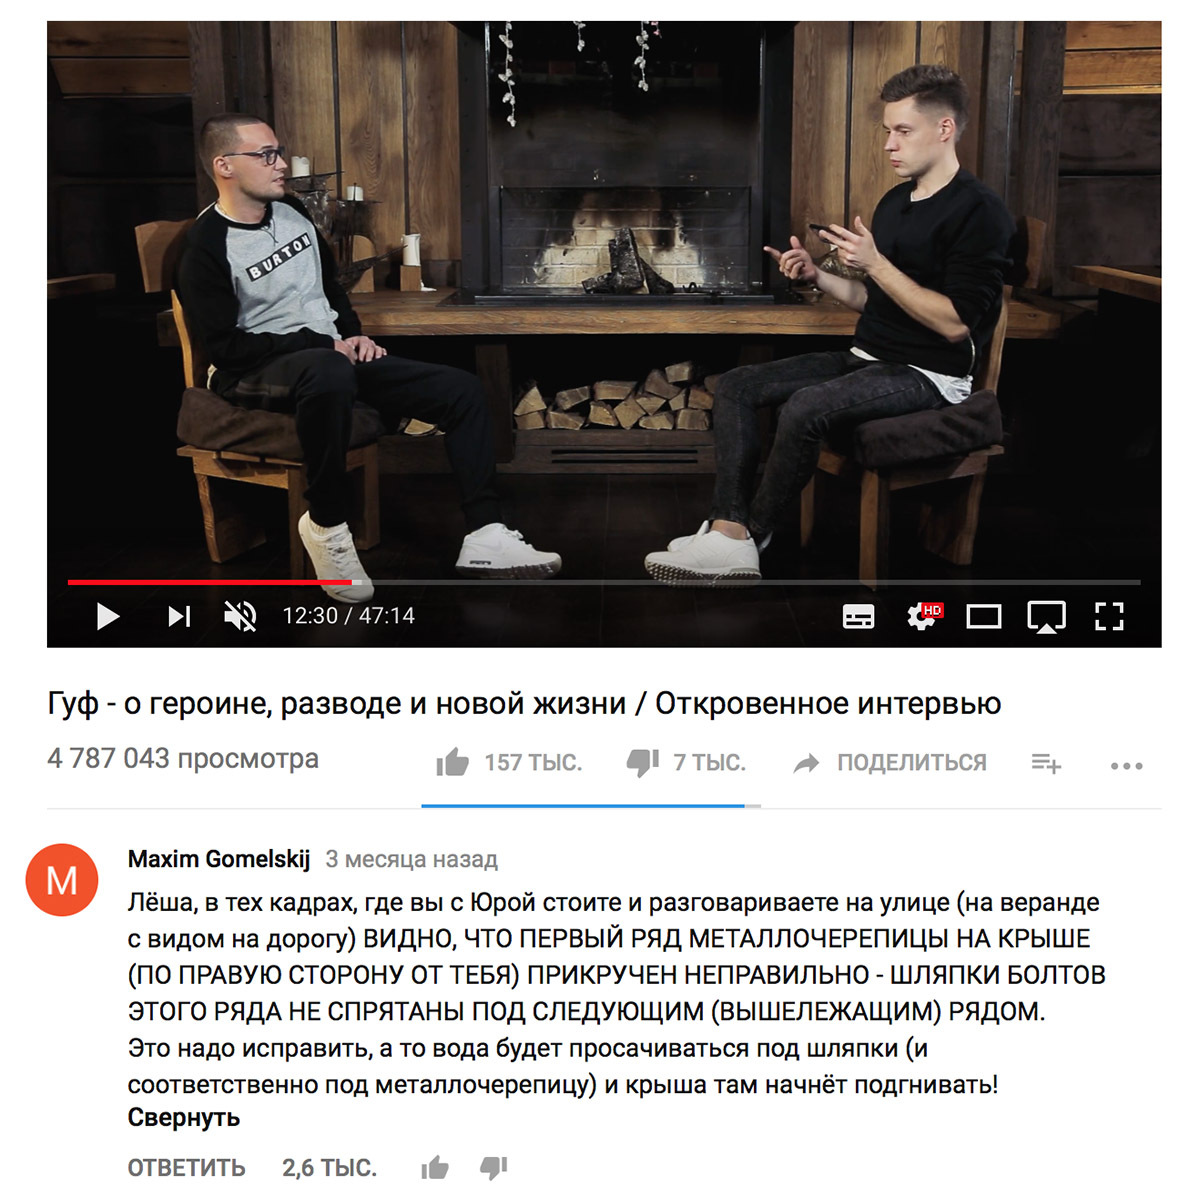 BURTON
12:30 / 47:14
HD
Гуф - о героине, разводе и новой жизни / Откровенное интервью
4 787 043 просмотра
157 ТЫС.
7 ТЫС.
ПОДЕЛИТЬСЯ
M
Maxim Gomelskij 3 месяца назад
Лёша, в тех кадрах, где вы с Юрой стоите и разговариваете на улице (на веранде
с видом на дорогу) ВИДНО, ЧТО ПЕРВЫЙ РЯД МЕТАЛЛОЧЕРЕПИЦЫ НА КРЫШЕ
(ПО ПРАВУЮ СТОРОНУ ОТ ТЕБЯ) ПРИКРУЧЕН НЕПРАВИЛЬНО - ШЛЯПКИ БОЛТОВ
ЭТОГО РЯДА НЕ СПРЯТАНЫ ПОД СЛЕДУЮЩИМ (ВЫШЕЛЕЖАЩИМ) РЯДОМ.
Это надо исправить, а то вода будет просачиваться под шляпки (и
соответственно под металлочерепицу) и крыша там начнёт подгнивать!
Свернуть
ОТВЕТИТЬ 2,6 ТЫС.